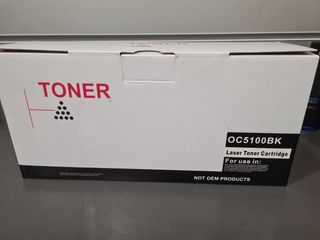 TONER
OC5100BK
Laser Toner Cartridge
For use in:
NOT OEM PRODUCTS